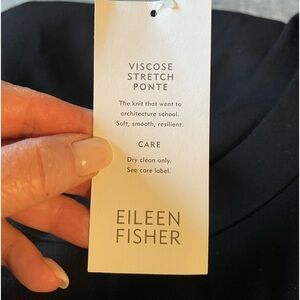 VISCOSE
STRETCH
PONTE
The knit that went to
architecture school.
Soft, smooth, resilient.
CARE
Dry clean only.
See care label.
EILEEN
FISHER